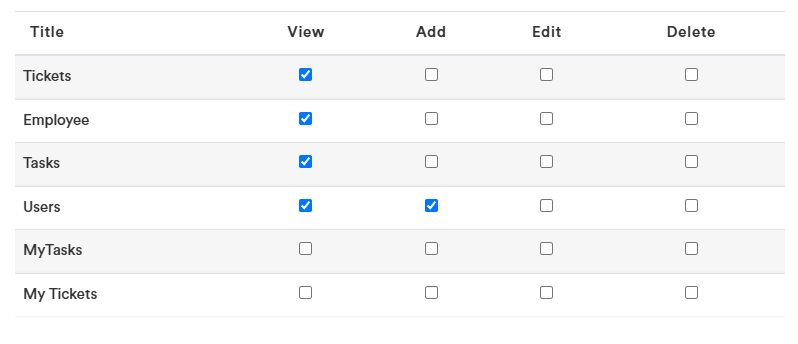 Title View Add Edit Delete
Tickets
Employee
Tasks
Users
MyTasks
My Tickets